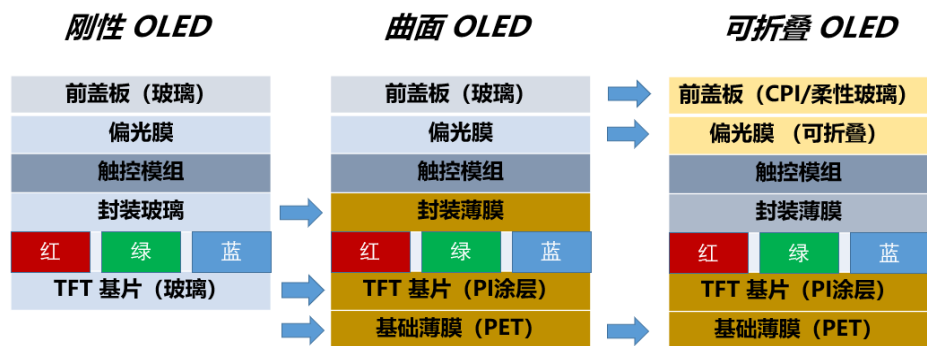 刚性 OLED
前盖板（玻璃）
偏光膜
触控模组
封装玻璃
红 绿 蓝
TFT 基片（玻璃）
曲面 OLED
前盖板（玻璃）
偏光膜
触控模组
封装薄膜
红 绿 蓝
TFT 基片（PI涂层）
基础薄膜（PET）
可折叠 OLED
前盖板（CPI/柔性玻璃）
偏光膜 （可折叠）
触控模组
封装薄膜
红 绿 蓝
TFT 基片（PI涂层）
基础薄膜（PET）